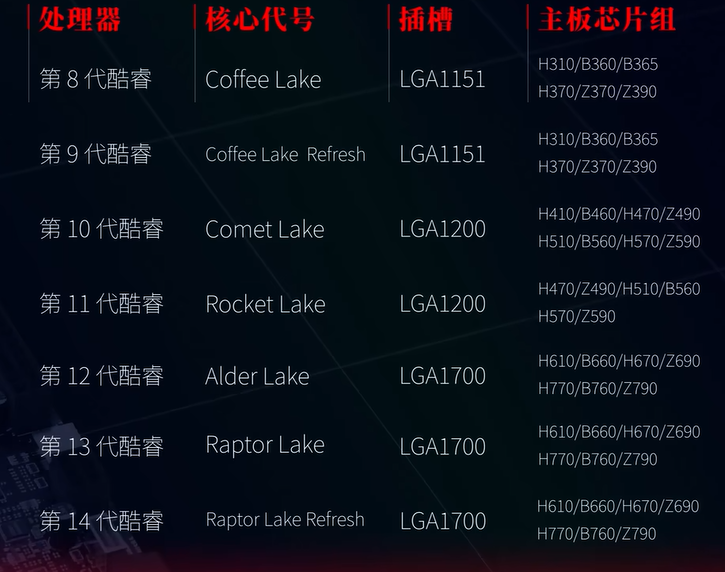 处理器 核心代号 插槽 主板芯片组
第 8 代酷睿 Coffee Lake LGA1151 H310/B360/B365
H370/Z370/Z390
第 9 代酷睿 Coffee Lake Refresh LGA1151 H310/B360/B365
H370/Z370/Z390
第 10 代酷睿 Comet Lake LGA1200 H410/B460/H470/Z490
H510/B560/H570/Z590
第 11 代酷睿 Rocket Lake LGA1200 H470/Z490/H510/B560
H570/Z590
第 12 代酷睿 Alder Lake LGA1700 H610/B660/H670/Z690
H770/B760/Z790
第 13 代酷睿 Raptor Lake LGA1700 H610/B660/H670/Z690
H770/B760/Z790
第 14 代酷睿 Raptor Lake Refresh LGA1700 H610/B660/H670/Z690
H770/B760/Z790